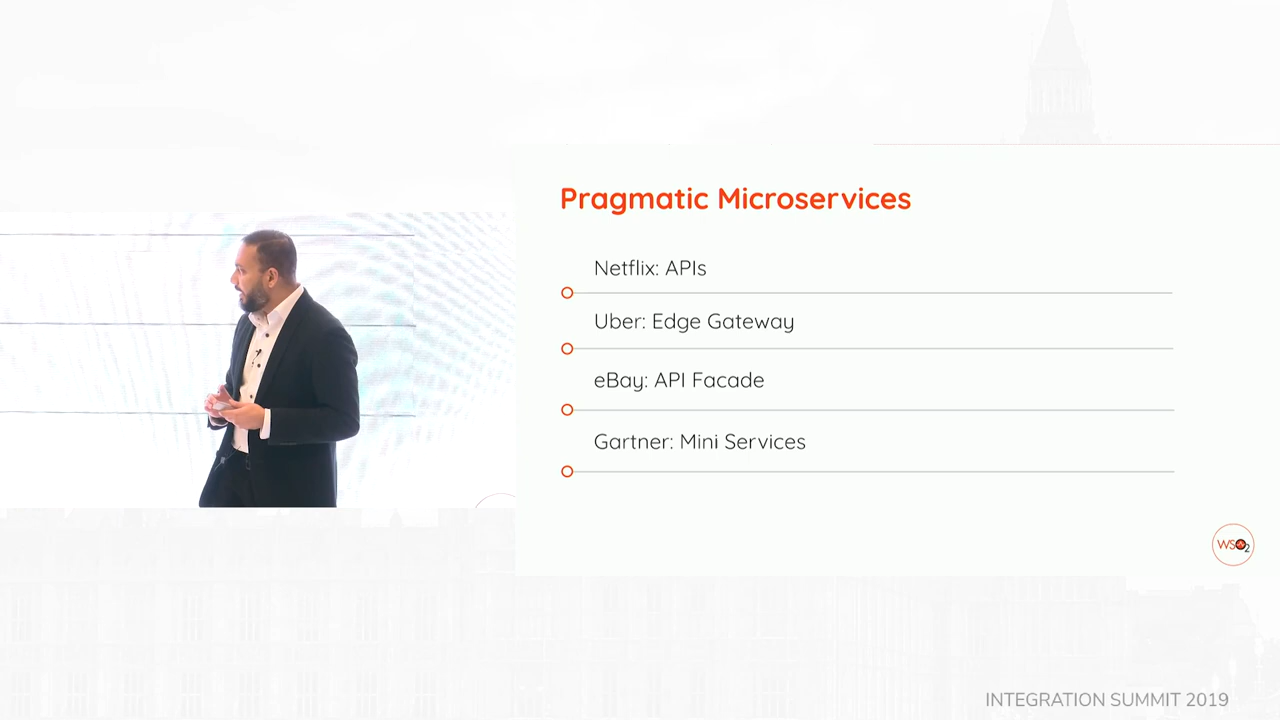 Pragmatic Microservices
Netflix: APIs
Uber: Edge Gateway
eBay: API Facade
Gartner: Mini Services
WSO2
INTEGRATION SUMMIT 2019